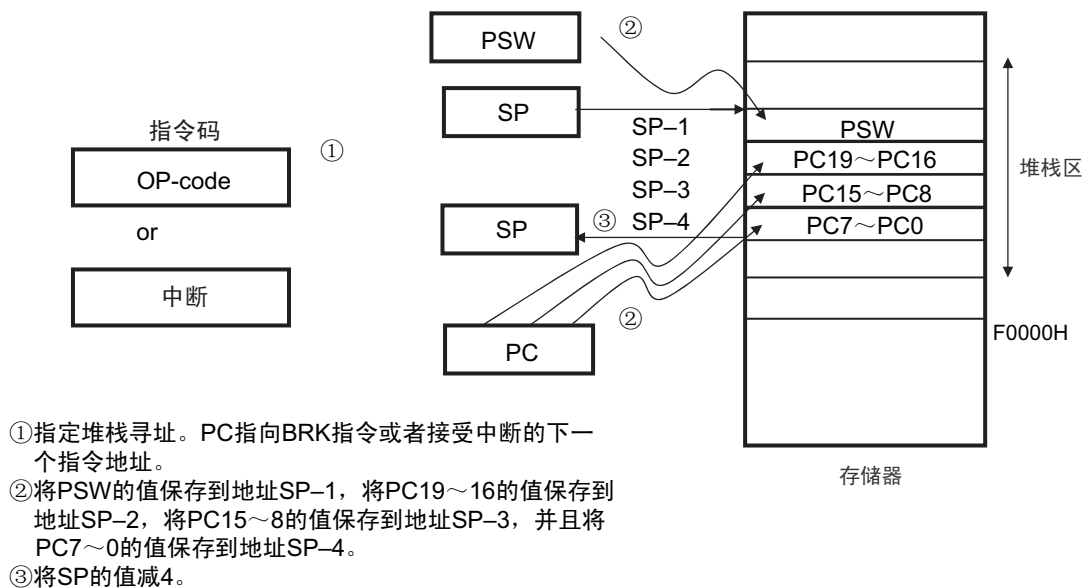 PSW
②
SP
指令码
①
SP–1
PSW
SP–2
PC19～PC16
堆栈区
OP-code
SP–3
PC15～PC8
③
SP–4
PC7～PC0
or
SP
中断
②
F0000H
PC
①指定堆栈寻址。PC指向BRK指令或者接受中断的下一
个指令地址。
存储器
②将PSW的值保存到地址SP–1，将PC19～16的值保存到
地址SP–2，将PC15～8的值保存到地址SP–3，并且将
PC7～0的值保存到地址SP–4。
③将SP的值减4。